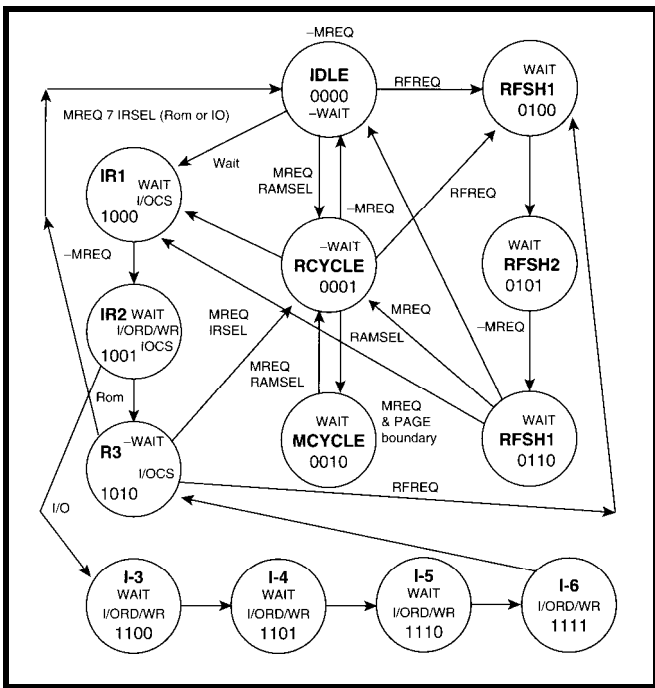 –MREQ
IDLE
0000
–WAIT
RFREQ
WAIT
RFSH1
0100
MREQ 7 IRSEL (Rom or IO)
Wait
IR1
WAIT
I/OCS
1000
MREQ
RAMSEL
–MREQ
RFREQ
–WAIT
RCYCLE
0001
WAIT
RFSH2
0101
–MREQ
IR2 WAIT
I/ORD/WR
IOCS
1001
MREQ
IRSEL
MREQ
RAMSEL
–MREQ
Rom
MREQ
RAMSEL
–WAIT
R3
I/OCS
1010
WAIT
MCYCLE
0010
MREQ
& PAGE
boundary
WAIT
RFSH1
0110
RFREQ
I/O
I-3
WAIT
I/ORD/WR
1100
I-4
WAIT
I/ORD/WR
1101
I-5
WAIT
I/ORD/WR
1110
I-6
I/ORD/WR
1111